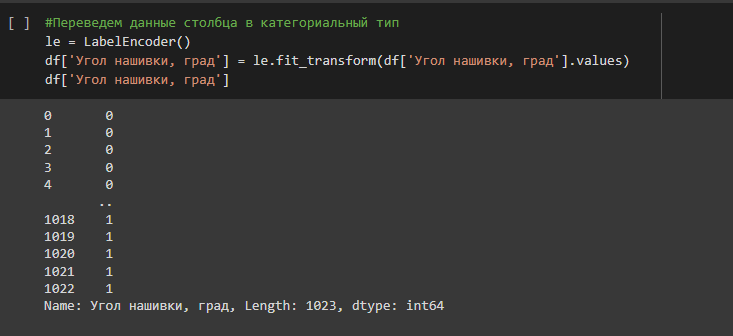 [ ] #Переведем данные столбца в категориальный тип
le = LabelEncoder()
df['Угол нашивки, град'] = le.fit_transform(df['Угол нашивки, град'].values)
df['Угол нашивки, град']
0 0
1 0
2 0
3 0
4 0
..
1018 1
1019 1
1020 1
1021 1
1022 1
Name: Угол нашивки, град, Length: 1023, dtype: int64